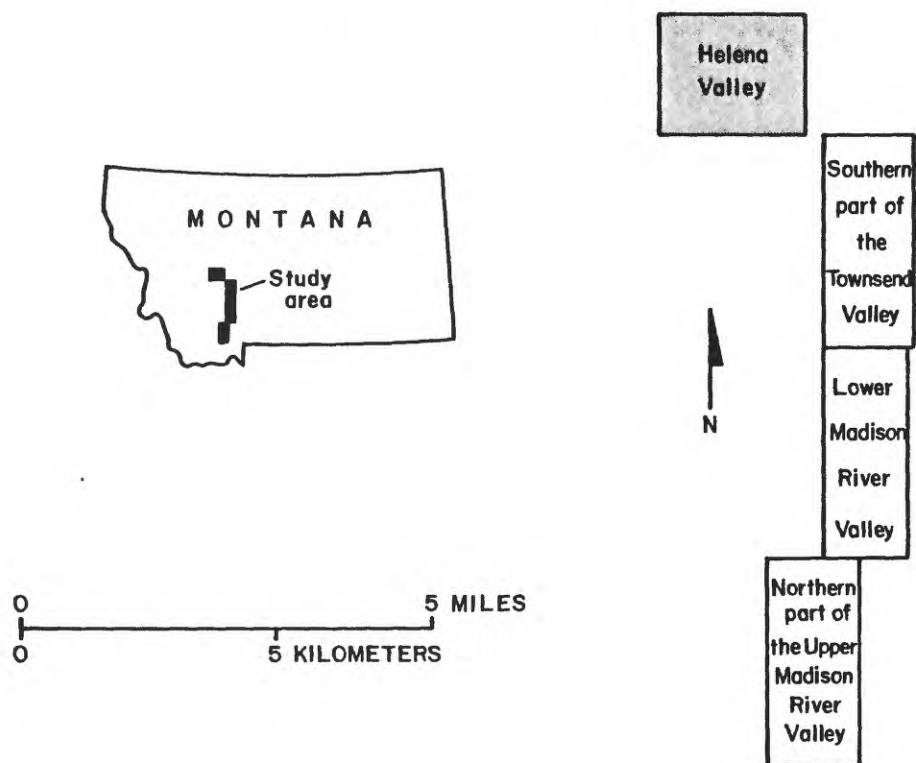 Helena
Valley
Southern
part of
the
Townsend
Valley
MONTANA
Study
area
Lower
Madison
River
Valley
N
Northern
part of
the Upper
Madison
River
Valley
0 5 MILES
0 5 KILOMETERS